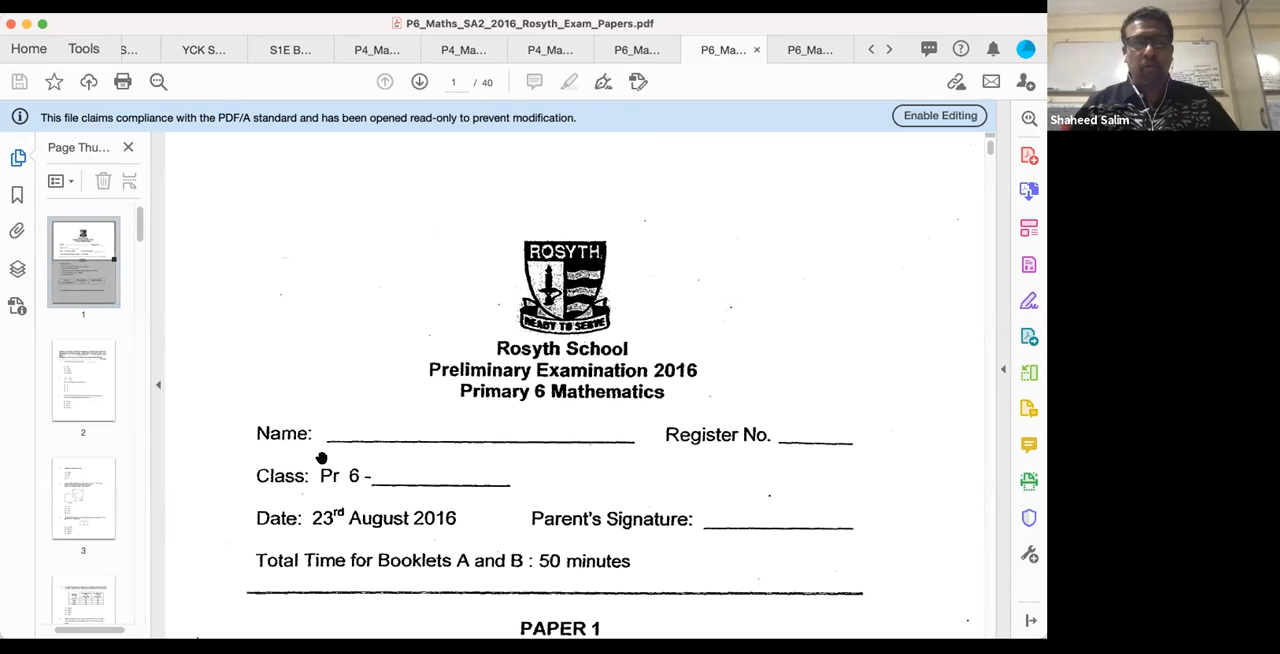 P6_Maths_SA2_2016_Rosyth_Exam_Papers.pdf
Home Tools S... YCK S... S1E B... P4_Ma... P4_Ma... P4_Ma... P6_Ma... P6_Ma... × P6_Ma...
1 / 40
This file claims compliance with the PDF/A standard and has been opened read-only to prevent modification. Enable Editing
Page Thu... ×
1
2
3
ROSYTH
READY TO SERVE
Rosyth School
Preliminary Examination 2016
Primary 6 Mathematics
Name: Register No.
Class: Pr 6 -
Date: 23rd August 2016 Parent's Signature:
Total Time for Booklets A and B : 50 minutes
PAPER 1
Shaheed Salim